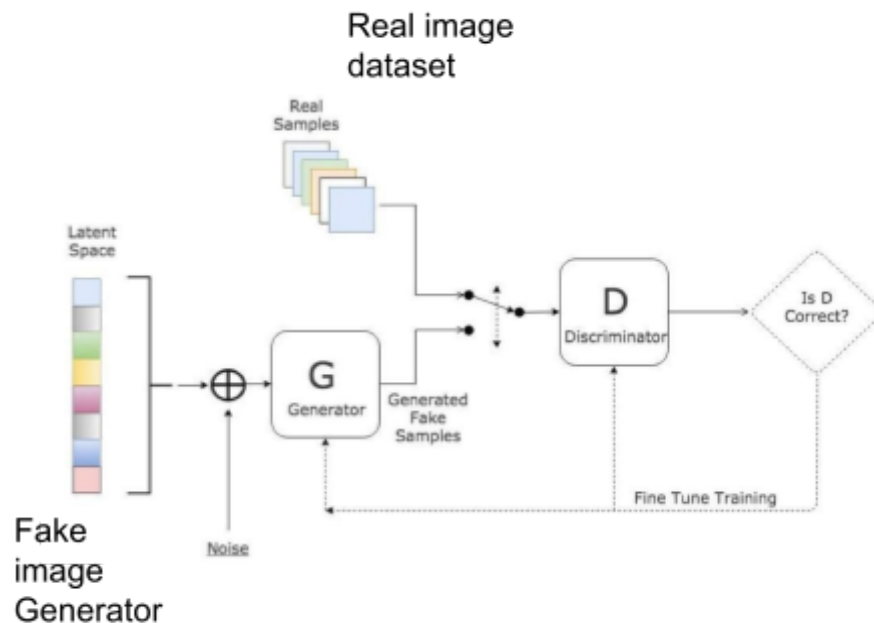 Real image
dataset
Real
Samples
Latent
Space
Is D
Correct?
D
Discriminator
G
Generator
Generated
Fake
Samples
Fine Tune Training
Noise
Fake
image
Generator